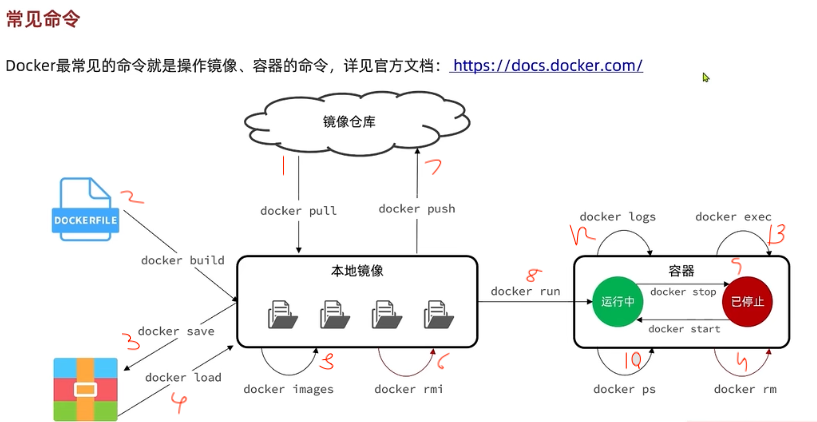 常见命令
Docker最常见的命令就是操作镜像、容器的命令，详见官方文档： https://docs.docker.com/
镜像仓库
1
7
2
docker pull
docker push
docker logs
docker exec
DOCKERFILE
12
13
docker build
本地镜像
8
docker run
容器
9
运行中
docker stop
已停止
docker start
docker save
3
docker load
4
docker images
5
docker rmi
6
docker ps
10
docker rm